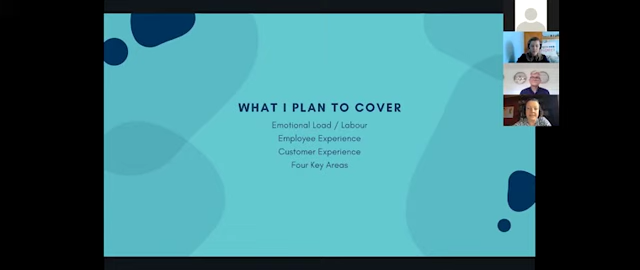 WHAT I PLAN TO COVER
Emotional Load / Labour
Employee Experience
Customer Experience
Four Key Areas